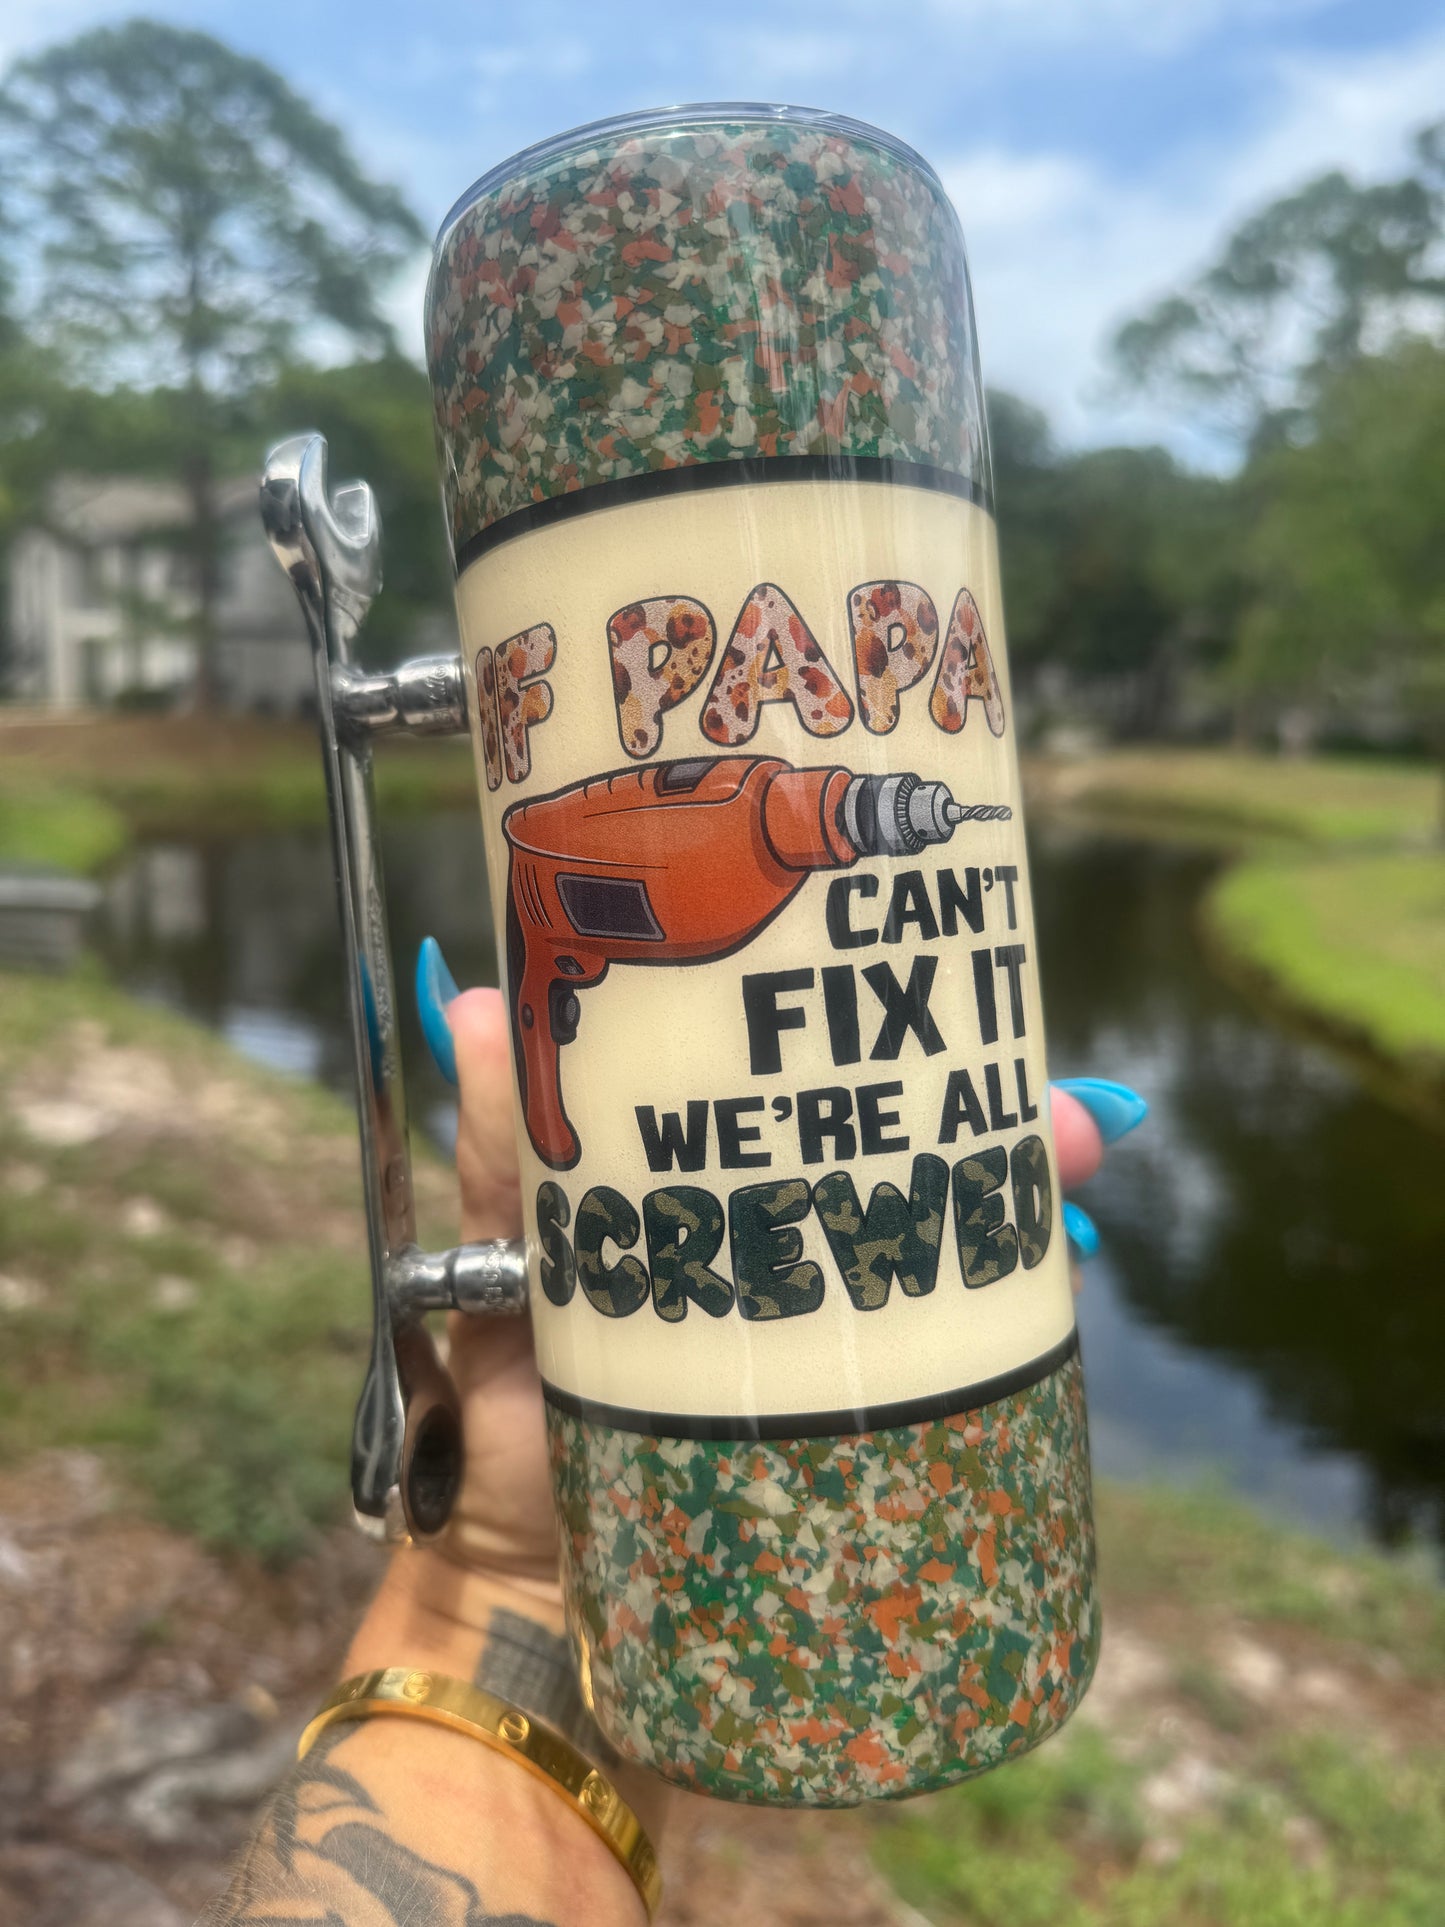 IF PAPA
CAN'T
FIX IT
WE'RE ALL
SCREWED